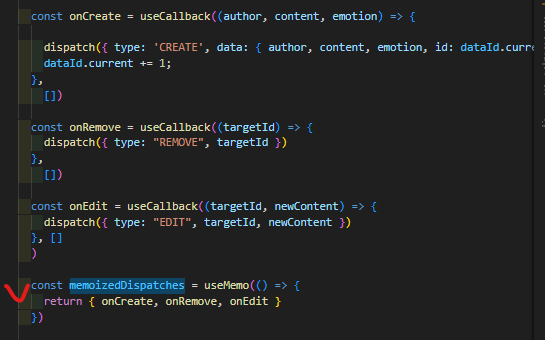 const onCreate = useCallback((author, content, emotion) => {
dispatch({ type: 'CREATE', data: { author, content, emotion, id: dataId.curre
dataId.current += 1;
},
[])
const onRemove = useCallback((targetId) => {
dispatch({ type: "REMOVE", targetId })
},
[])
const onEdit = useCallback((targetId, newContent) => {
dispatch({ type: "EDIT", targetId, newContent })
}, []
)
const memoizedDispatches = useMemo(() => {
return { onCreate, onRemove, onEdit }
})